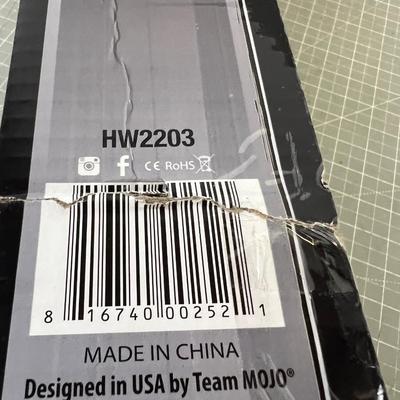 HW2203
f CE RoHS
8 16740 00252 1
MADE IN CHINA
Designed in USA by Team MOJO®